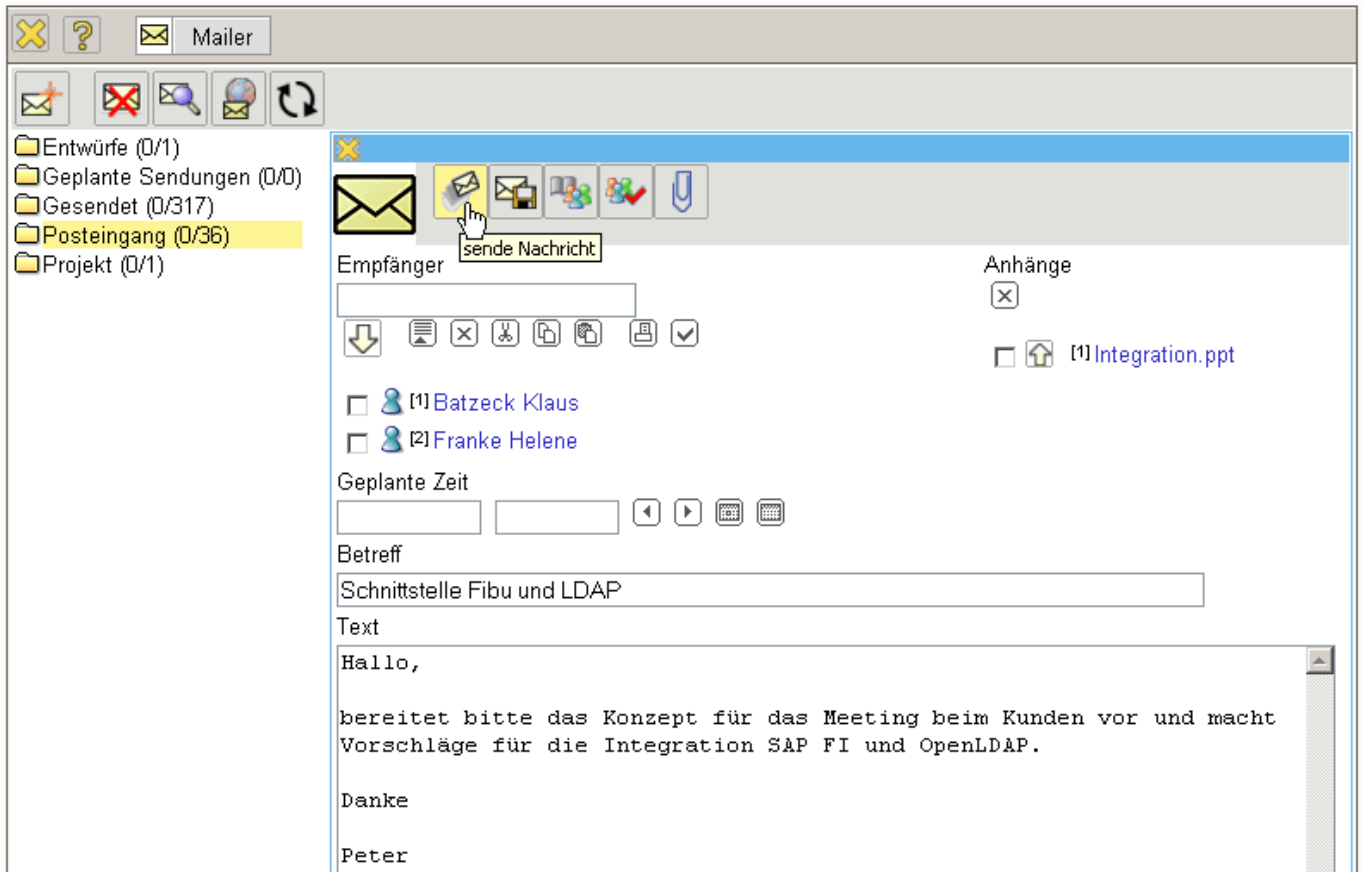 Mailer
Entwürfe (0/1)
Geplante Sendungen (0/0)
Gesendet (0/317)
Posteingang (0/36)
Projekt (0/1)
sende Nachricht
Empfänger
Anhänge
[1] Integration.ppt
[1] Batzeck Klaus
[2] Franke Helene
Geplante Zeit
Betreff
Schnittstelle Fibu und LDAP
Text
Hallo,
bereitet bitte das Konzept für das Meeting beim Kunden vor und macht
Vorschläge für die Integration SAP FI und OpenLDAP.
Danke
Peter